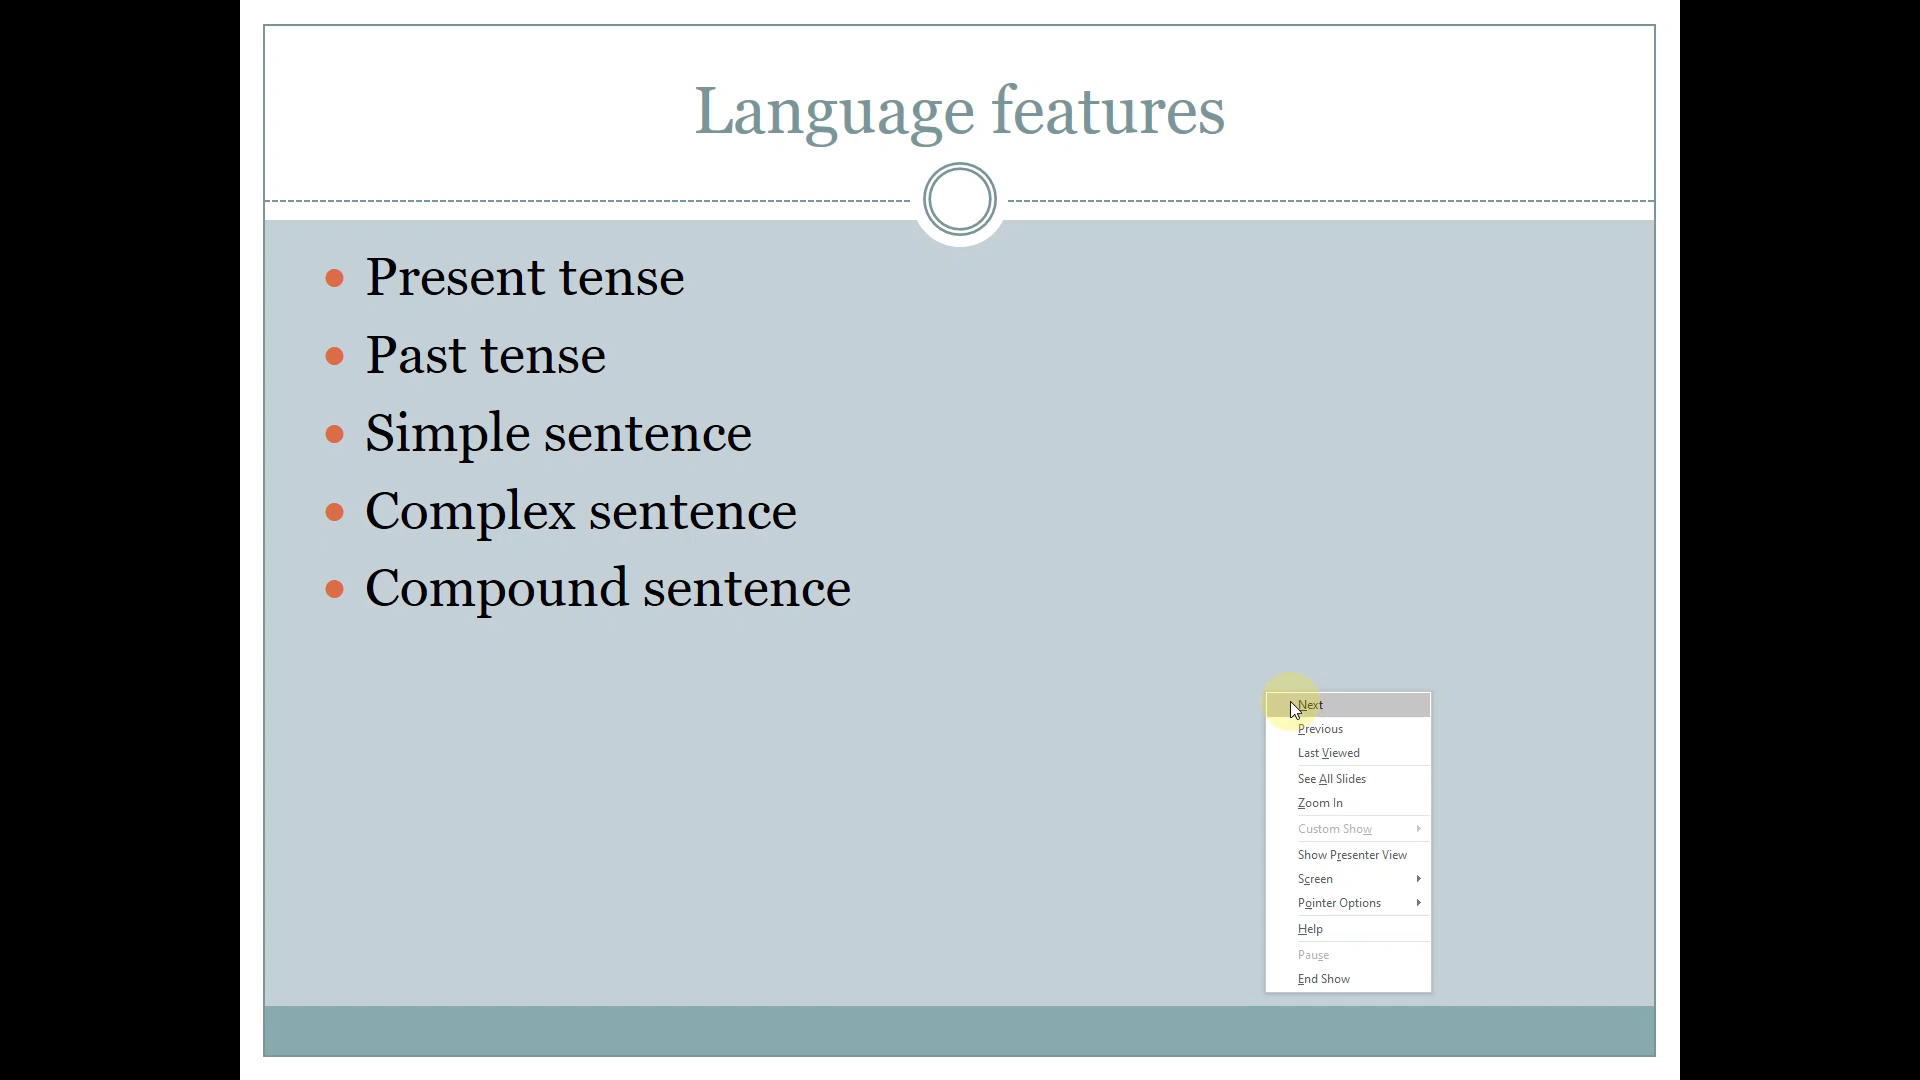 Language features
Present tense
Past tense
Simple sentence
Complex sentence
Compound sentence
Next
Previous
Last Viewed
See All Slides
Zoom In
Custom Show
Show Presenter View
Screen
Pointer Options
Help
Pause
End Show